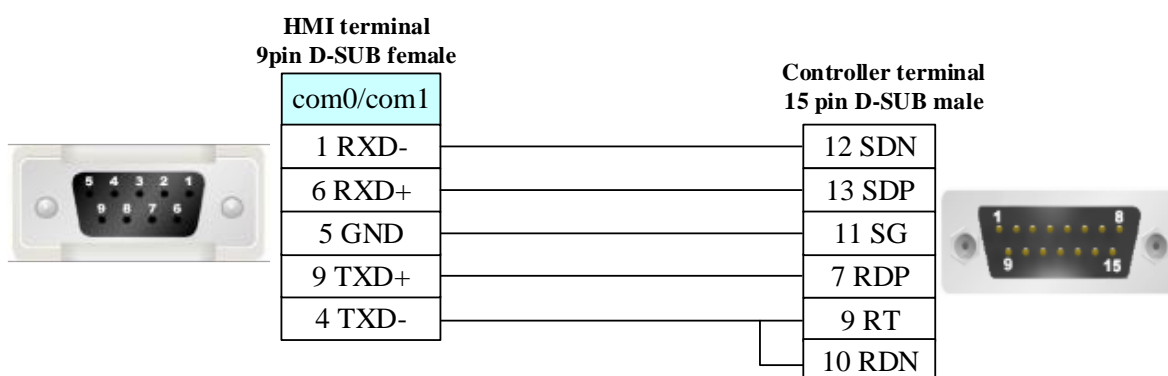 HMI terminal
9pin D-SUB female
com0/com1
1 RXD-
6 RXD+
5 GND
9 TXD+
4 TXD-
Controller terminal
15 pin D-SUB male
12 SDN
13 SDP
11 SG
7 RDP
9 RT
10 RDN
5 4 3 2 1
9 8 7 6
1 8
9 15